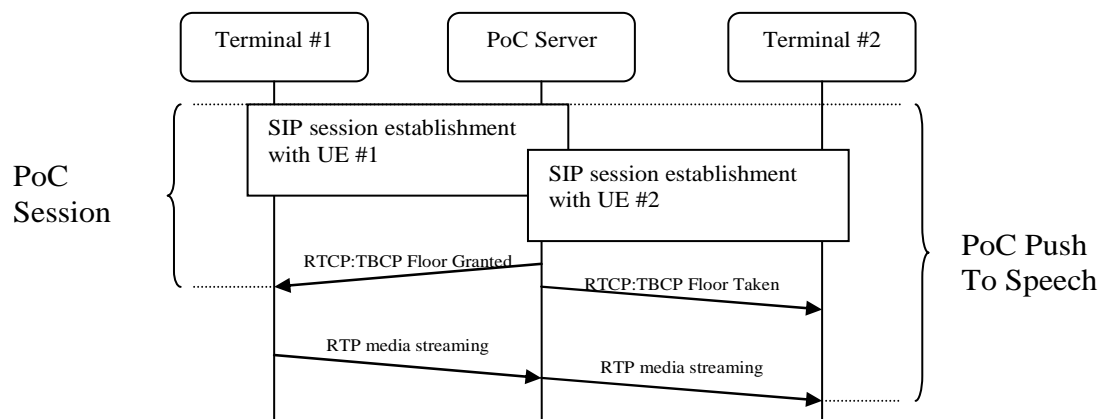 Terminal #1
PoC Server
Terminal #2
SIP session establishment
with UE #1
SIP session establishment
with UE #2
PoC
Session
RTCP:TBCP Floor Granted
RTCP:TBCP Floor Taken
PoC Push
To Speech
RTP media streaming
RTP media streaming